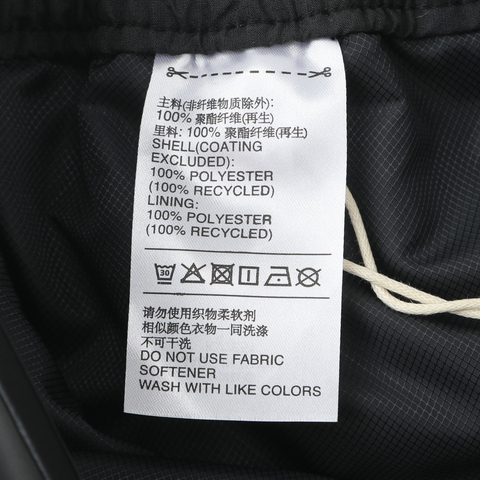 主料(非纤维物质除外):
100% 聚酯纤维(再生)
里料: 100% 聚酯纤维(再生)
SHELL(COATING
EXCLUDED):
100% POLYESTER
(100% RECYCLED)
LINING:
100% POLYESTER
(100% RECYCLED)
30
请勿使用织物柔软剂
相似颜色衣物一同洗涤
不可干洗
DO NOT USE FABRIC
SOFTENER
WASH WITH LIKE COLORS